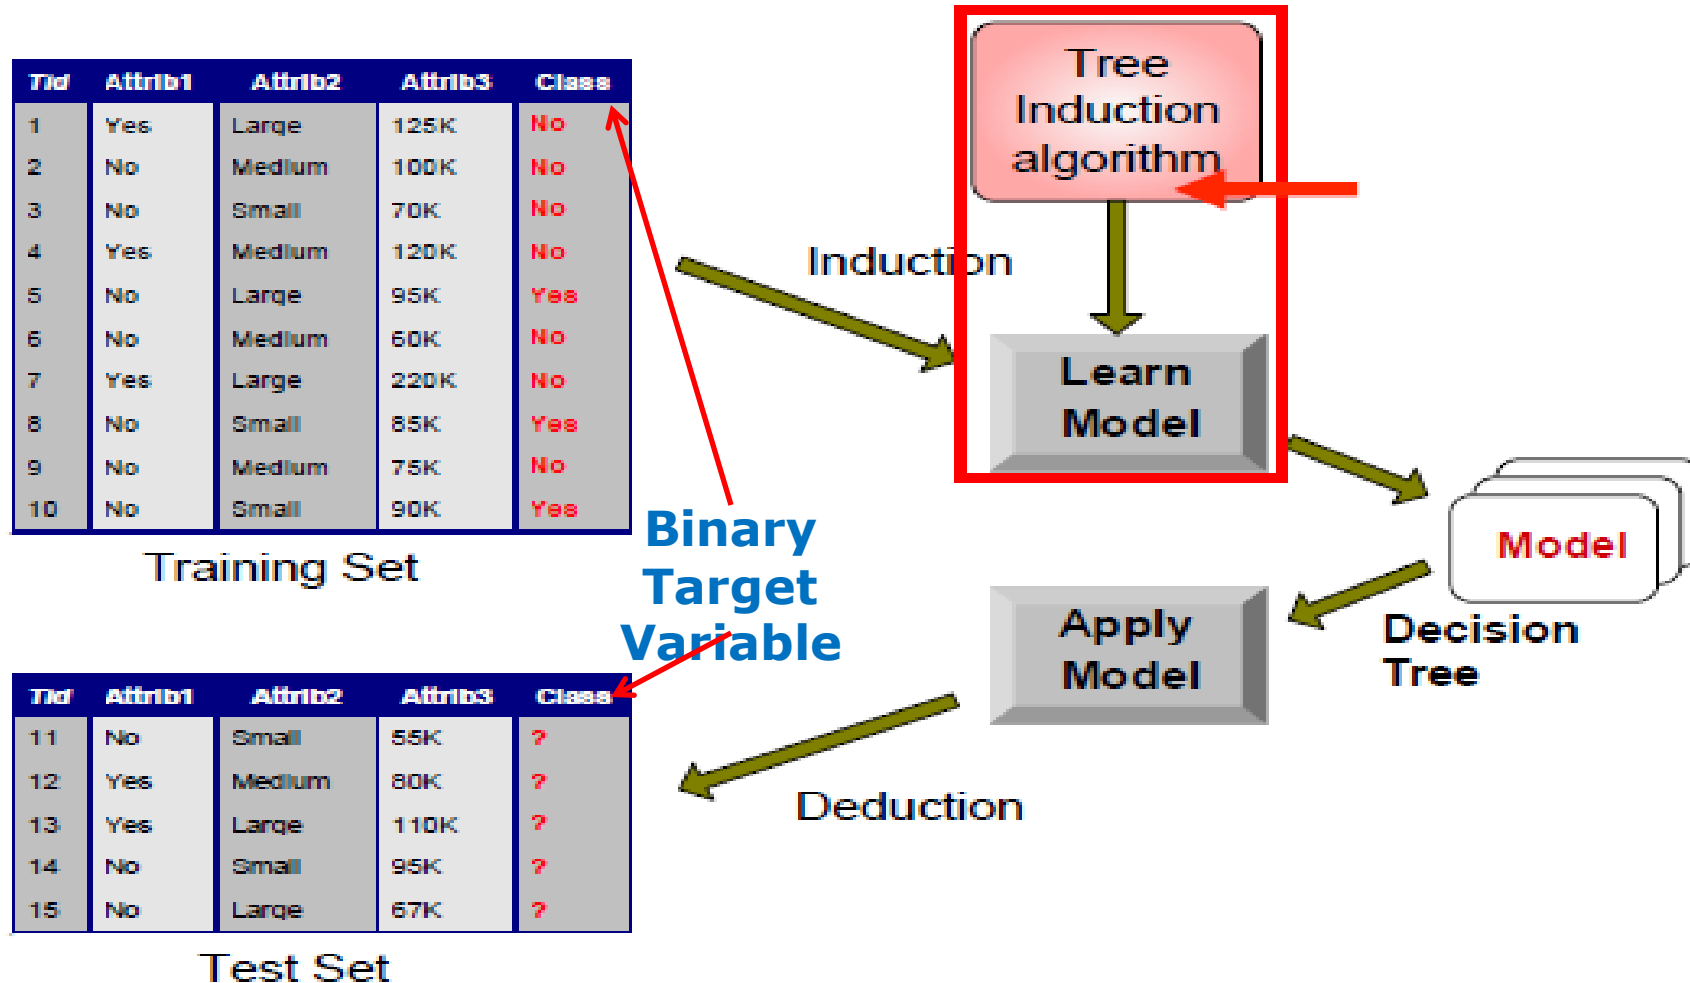 Tid Attrib1 Attrib2 Attrib3 Class
1 Yes Large 125K No
2 No Medium 100K No
3 No Small 70K No
4 Yes Medium 120K No
5 No Large 95K Yes
6 No Medium 60K No
7 Yes Large 220K No
8 No Small 85K Yes
9 No Medium 75K No
10 No Small 90K Yes
Training Set
Tree
Induction
algorithm
Induction
Learn
Model
Model
Decision
Tree
Binary
Target
Variable
Apply
Model
Deduction
Tid Attrib1 Attrib2 Attrib3 Class
11 No Small 55K ?
12 Yes Medium 80K ?
13 Yes Large 110K ?
14 No Small 95K ?
15 No Large 67K ?
Test Set